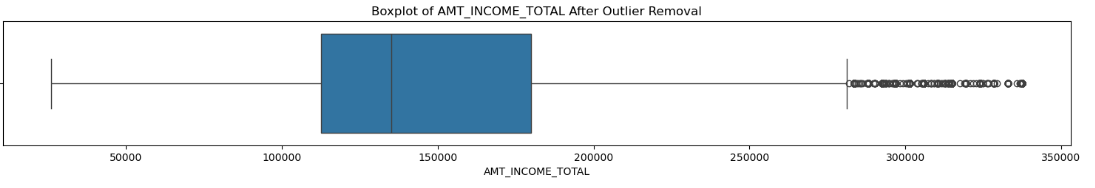 Boxplot of AMT_INCOME_TOTAL After Outlier Removal
50000 100000 150000 200000 250000 300000 350000
AMT_INCOME_TOTAL